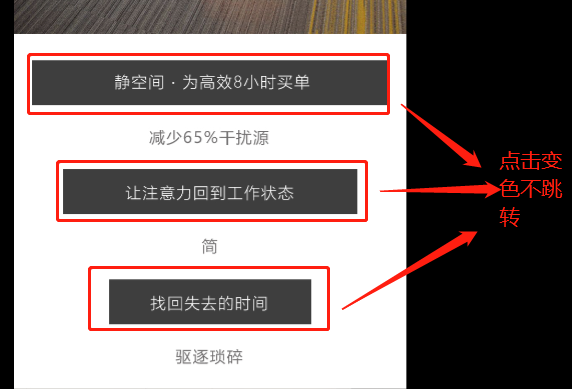 静空间·为高效8小时买单
减少65%干扰源
让注意力回到工作状态
简
找回失去的时间
驱逐琐碎
点击变
色不跳
转